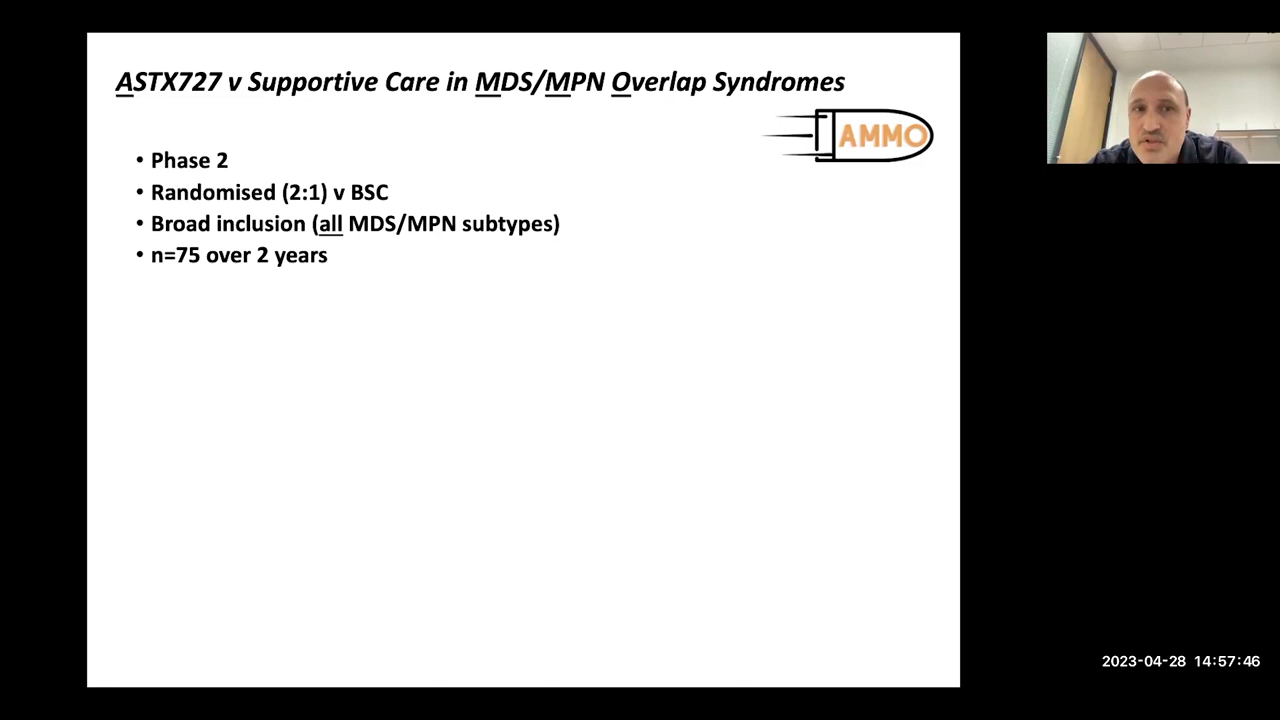 ASTX727 v Supportive Care in MDS/MPN Overlap Syndromes
AMMO
• Phase 2
• Randomised (2:1) v BSC
• Broad inclusion (all MDS/MPN subtypes)
• n=75 over 2 years
2023-04-28 14:57:46